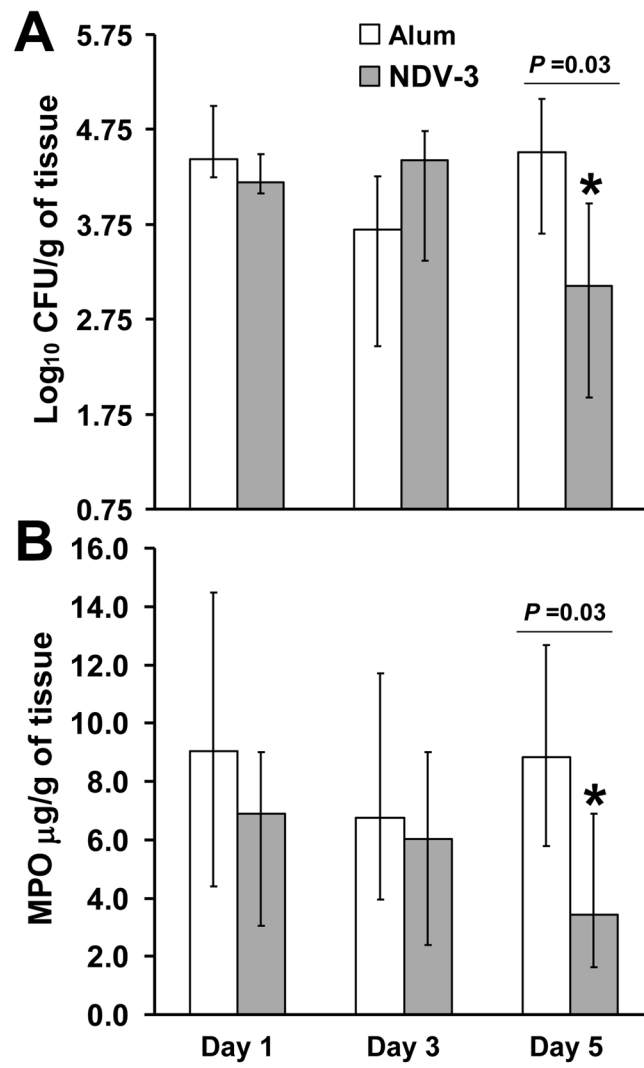 A
Alum
NDV-3
P =0.03
*
5.75
4.75
3.75
2.75
1.75
0.75
Log₁₀ CFU/g of tissue
B
P =0.03
*
16.0
14.0
12.0
10.0
8.0
6.0
4.0
2.0
0.0
MPO μg/g of tissue
Day 1 Day 3 Day 5